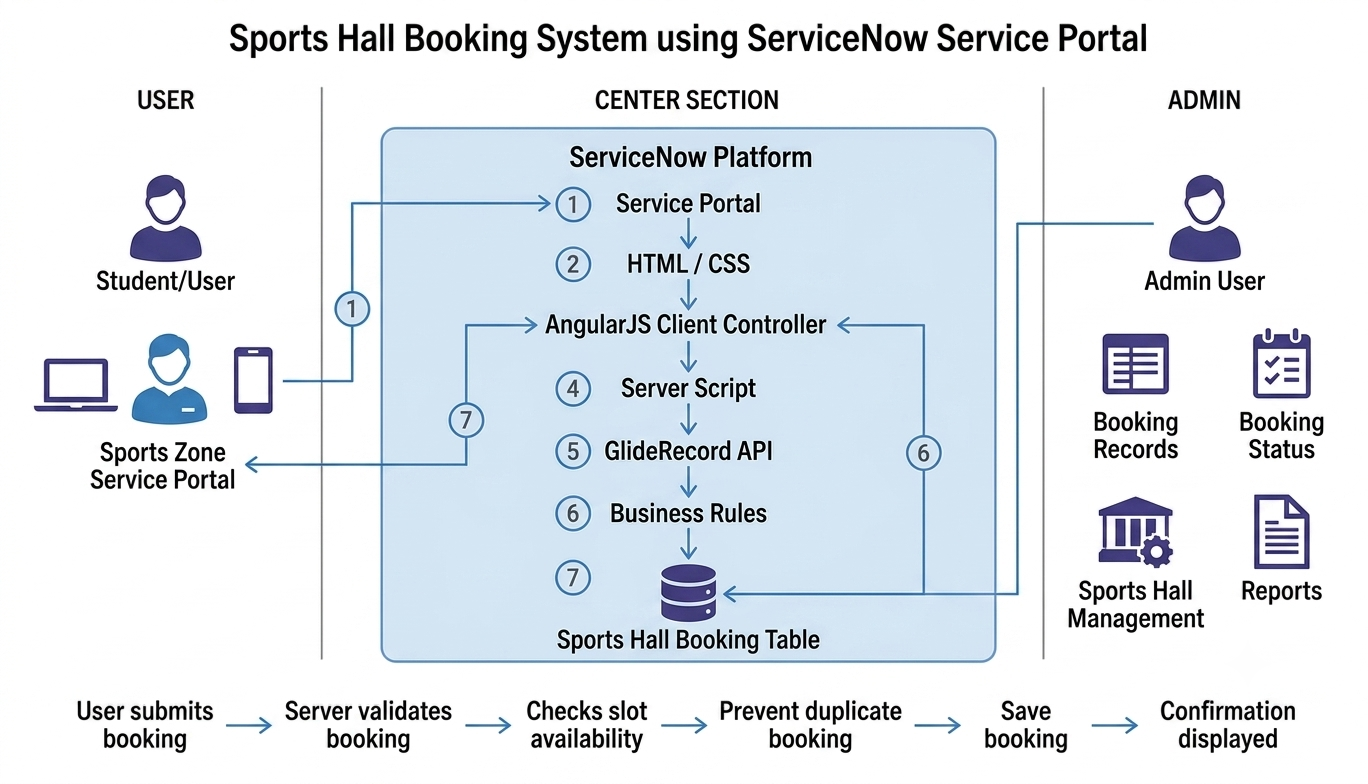 Sports Hall Booking System using ServiceNow Service Portal
USER
CENTER SECTION
ADMIN
Student/User
1
Sports Zone
Service Portal
7
ServiceNow Platform
1 Service Portal
2 HTML / CSS
AngularJS Client Controller
4 Server Script
5 GlideRecord API
6 Business Rules
7
Sports Hall Booking Table
6
Admin User
Booking
Records
Booking
Status
Sports Hall
Management
Reports
User submits
booking
Server validates
booking
Checks slot
availability
Prevent duplicate
booking
Save
booking
Confirmation
displayed